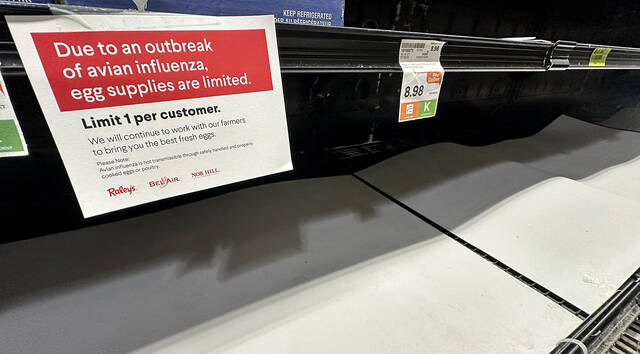 KEEP REFRIGERATED
Due to an outbreak
of avian influenza,
egg supplies are limited.
Limit 1 per customer.
We will continue to work with our farmers
to bring you the best fresh eggs.
Please Note:
Avian influenza is not transmissible through safely handled and properly
cooked eggs or poultry.
Raley's BEL AIR NOB HILL
8.98
8.98
K